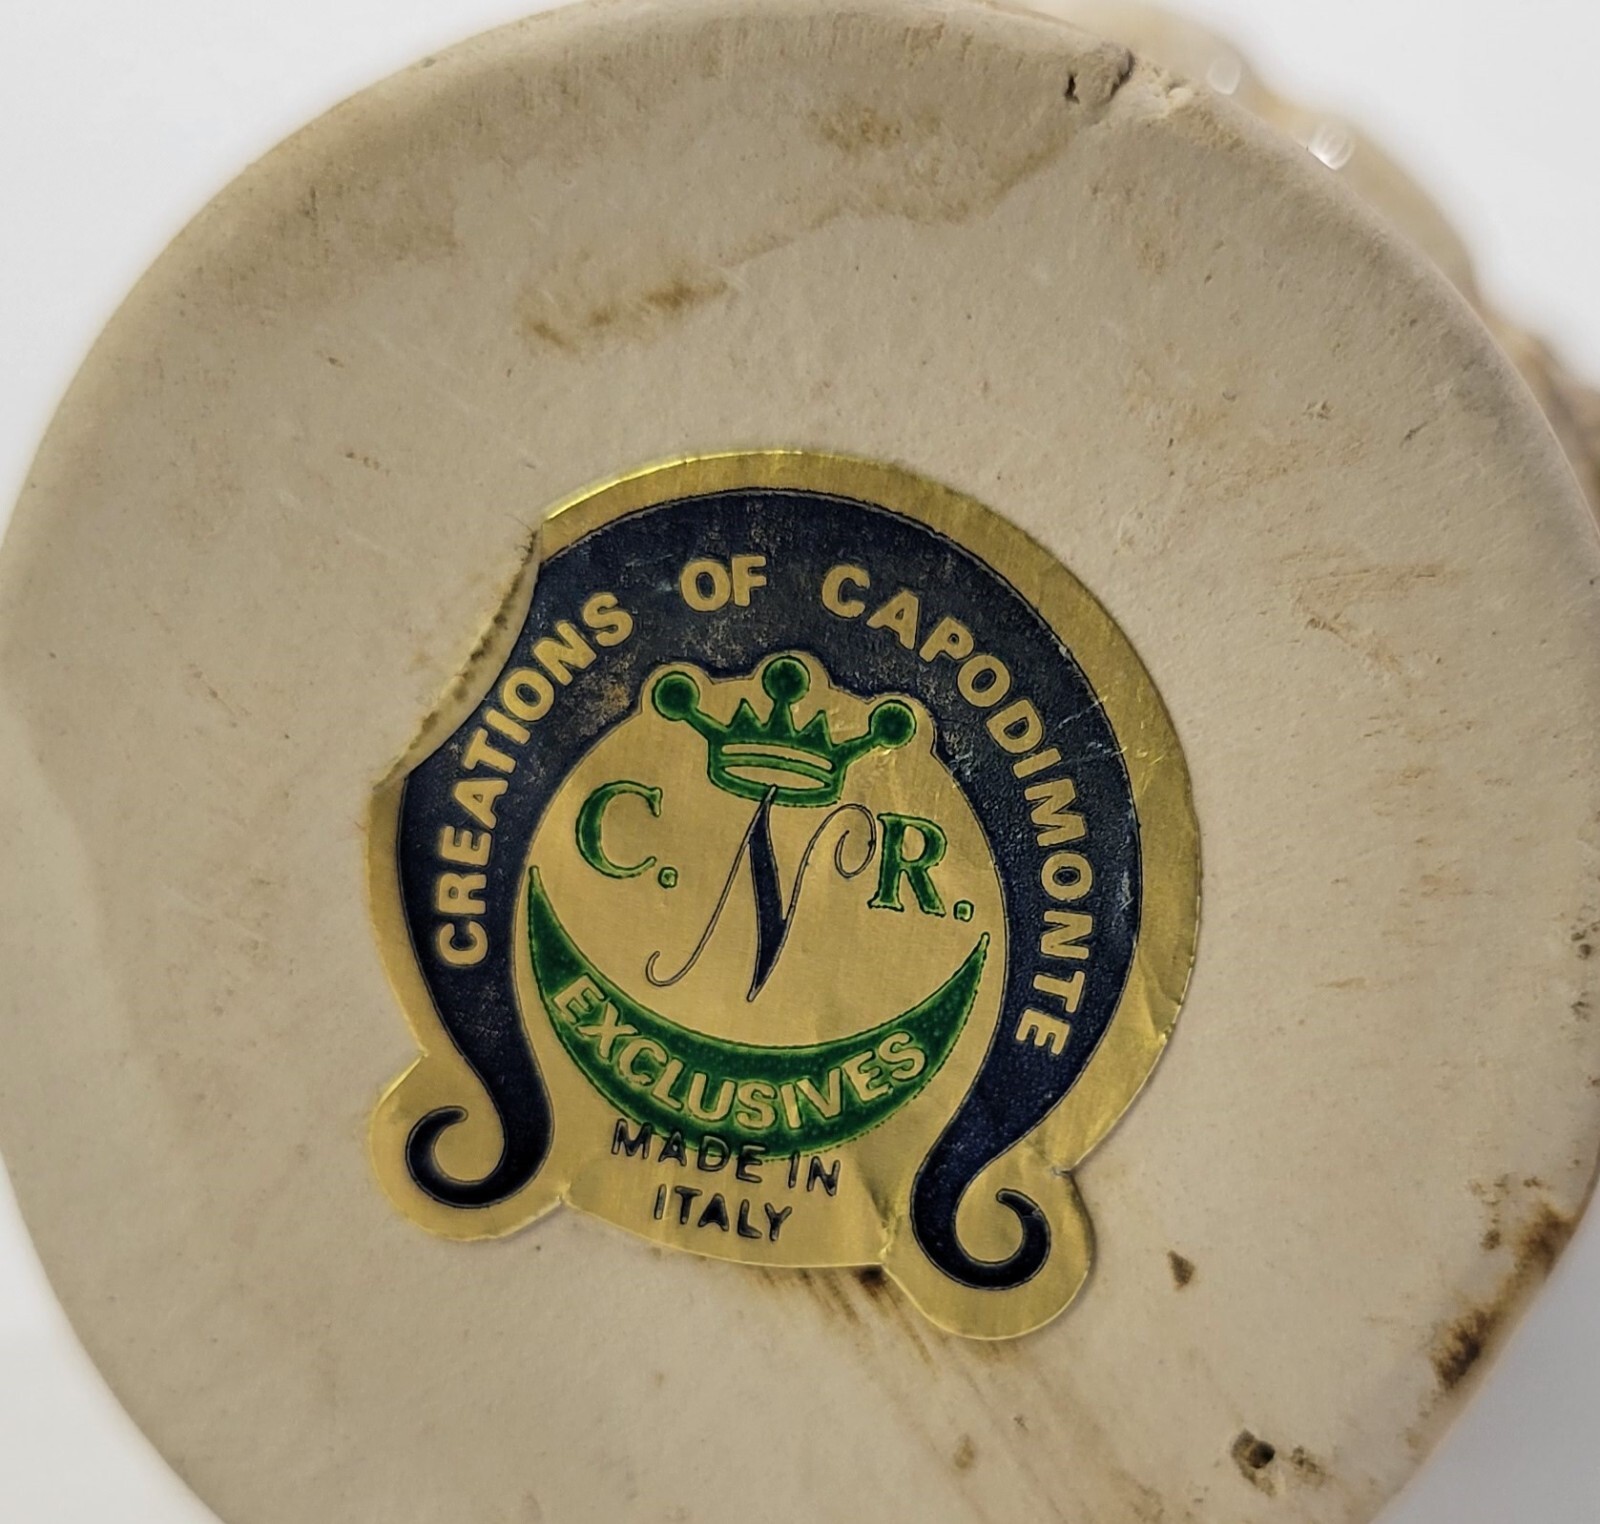 CREATIONS OF CAPODIMONTE
C. N R.
EXCLUSIVES
MADE IN
ITALY